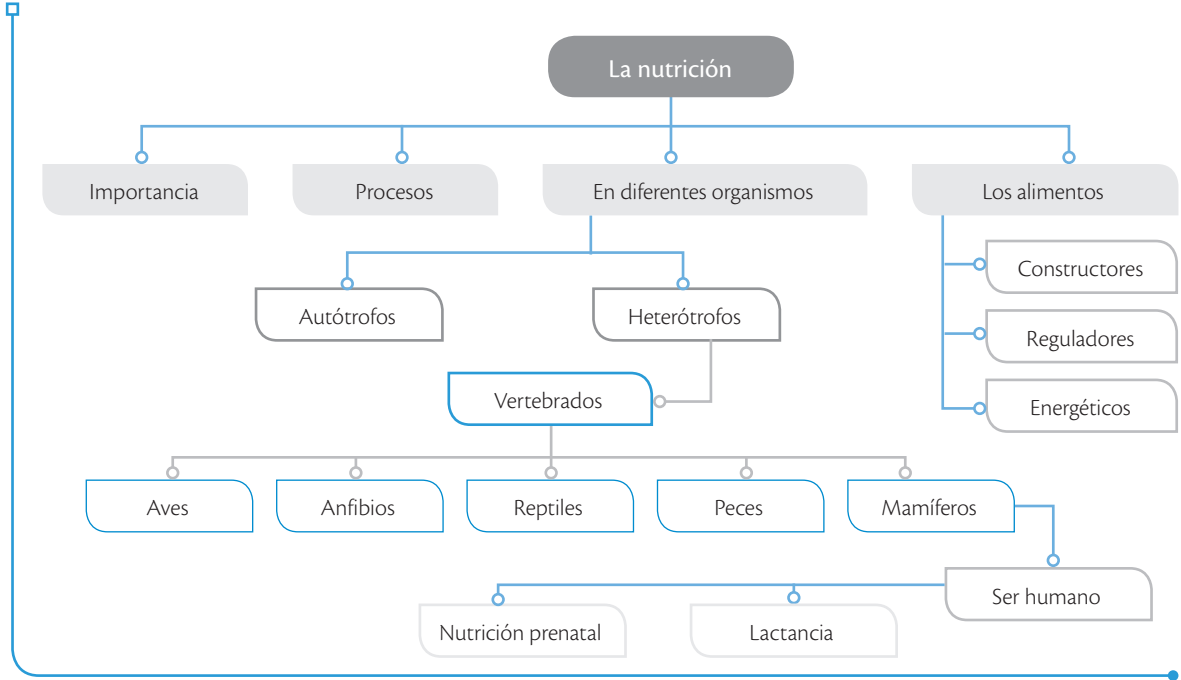 La nutrición
Importancia
Procesos
En diferentes organismos
Los alimentos
Constructores
Reguladores
Energéticos
Autótrofos
Heterótrofos
Vertebrados
Aves
Anfibios
Reptiles
Peces
Mamíferos
Ser humano
Nutrición prenatal
Lactancia